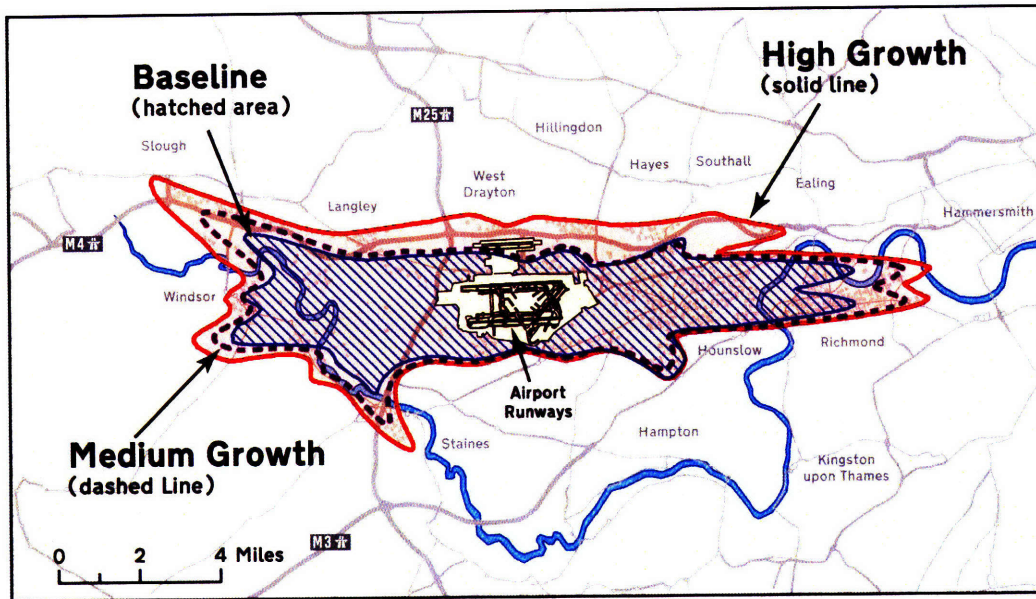 High Growth
(solid line)
Baseline
(hatched area)
M25
Hillingdon
Slough
Hayes
Southall
West
Drayton
Ealing
Langley
Hammersmith
M4
Windsor
Hounslow
Richmond
Airport
Runways
Staines
Hampton
Medium Growth
(dashed Line)
Kingston
upon Thames
M3
0 2 4 Miles